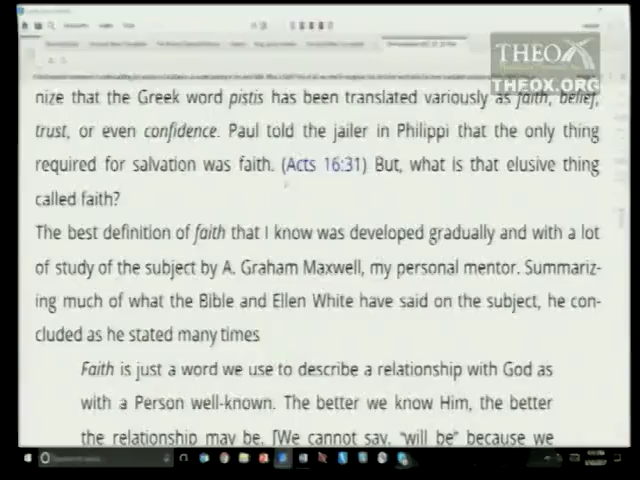 THEOX
THEOX.ORG
nize that the Greek word pistis has been translated variously as faith, belief,
trust, or even confidence. Paul told the jailer in Philippi that the only thing
required for salvation was faith. (Acts 16:31) But, what is that elusive thing
called faith?
The best definition of faith that I know was developed gradually and with a lot
of study of the subject by A. Graham Maxwell, my personal mentor. Summariz-
ing much of what the Bible and Ellen White have said on the subject, he con-
cluded as he stated many times
Faith is just a word we use to describe a relationship with God as
with a Person well-known. The better we know Him, the better
the relationship may be. [We cannot say, "will be" because we